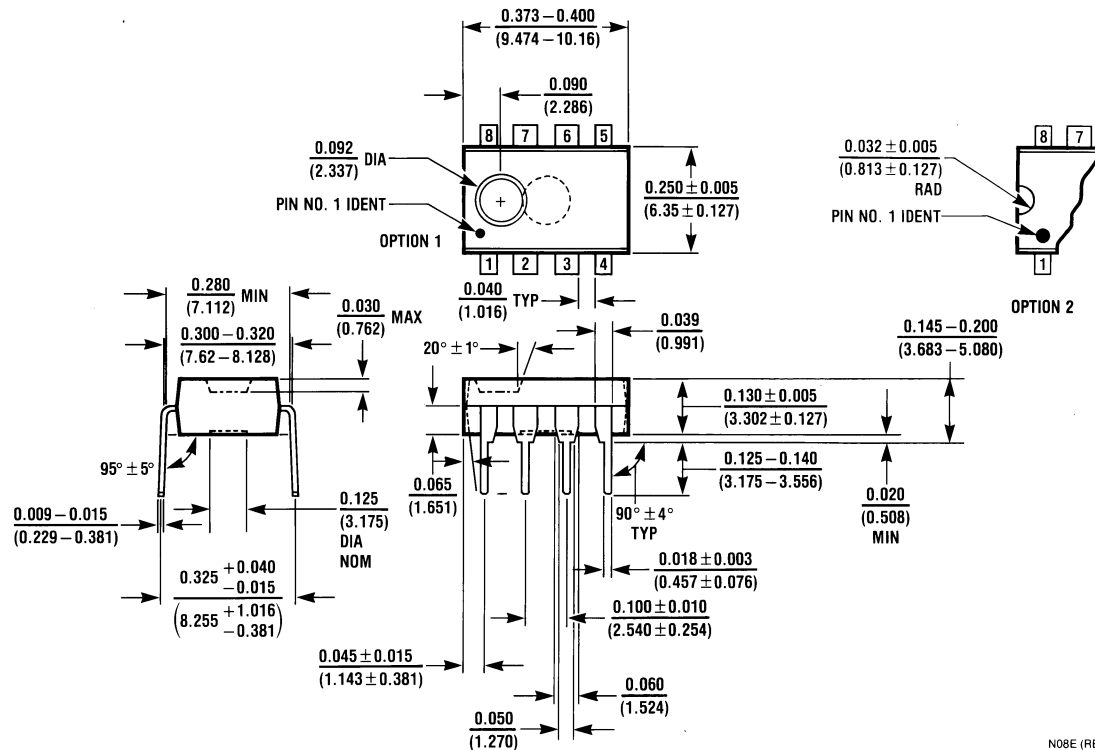 0.373 – 0.400
(9.474 – 10.16)
0.090
(2.286)
8 7 6 5
0.092 DIA
(2.337)
PIN NO. 1 IDENT
OPTION 1
0.250 ± 0.005
(6.35 ± 0.127)
1 2 3 4
8 7
0.032 ± 0.005
(0.813 ± 0.127)
RAD
PIN NO. 1 IDENT
1
OPTION 2
0.280 MIN
(7.112)
0.300 – 0.320
(7.62 – 8.128)
0.030 MAX
(0.762)
0.040 TYP
(1.016)
20° ± 1°
0.039
(0.991)
0.145 – 0.200
(3.683 – 5.080)
0.130 ± 0.005
(3.302 ± 0.127)
0.125 – 0.140
(3.175 – 3.556)
0.020
(0.508)
MIN
95° ± 5°
0.009 – 0.015
(0.229 – 0.381)
0.125
(3.175)
DIA
NOM
0.065
(1.651)
90° ± 4°
TYP
0.325 +0.040
−0.015
(8.255 +1.016
−0.381)
0.018 ± 0.003
(0.457 ± 0.076)
0.100 ± 0.010
(2.540 ± 0.254)
0.045 ± 0.015
(1.143 ± 0.381)
0.060
(1.524)
0.050
(1.270)
N08E